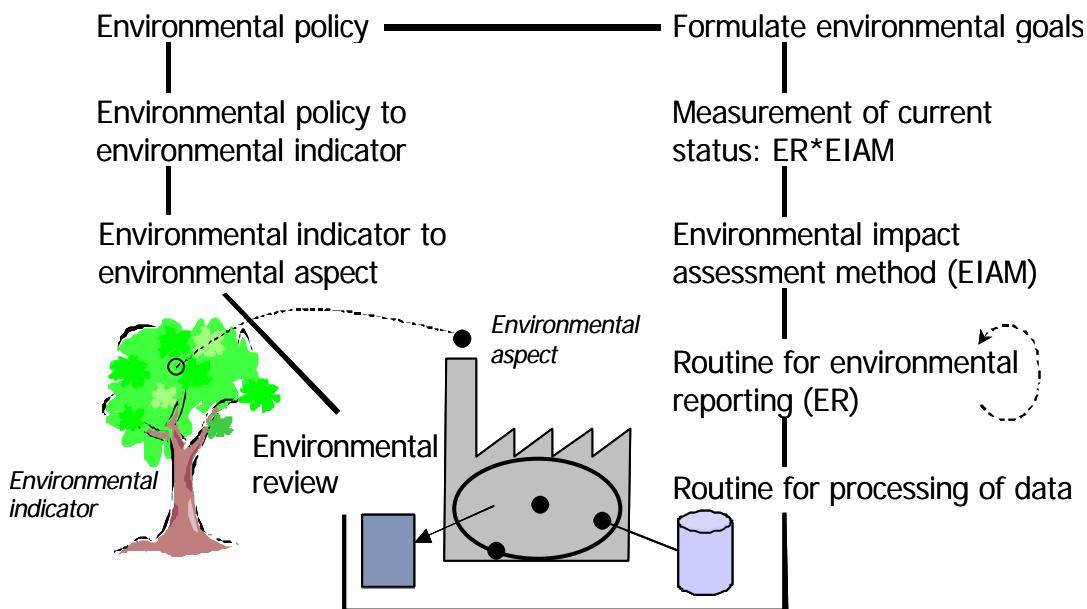 Environmental policy
Formulate environmental goals
Environmental policy to
environmental indicator
Measurement of current
status: ER*EIAM
Environmental indicator to
environmental aspect
Environmental impact
assessment method (EIAM)
Environmental
aspect
Routine for environmental
reporting (ER)
Environmental
review
Environmental
indicator
Routine for processing of data